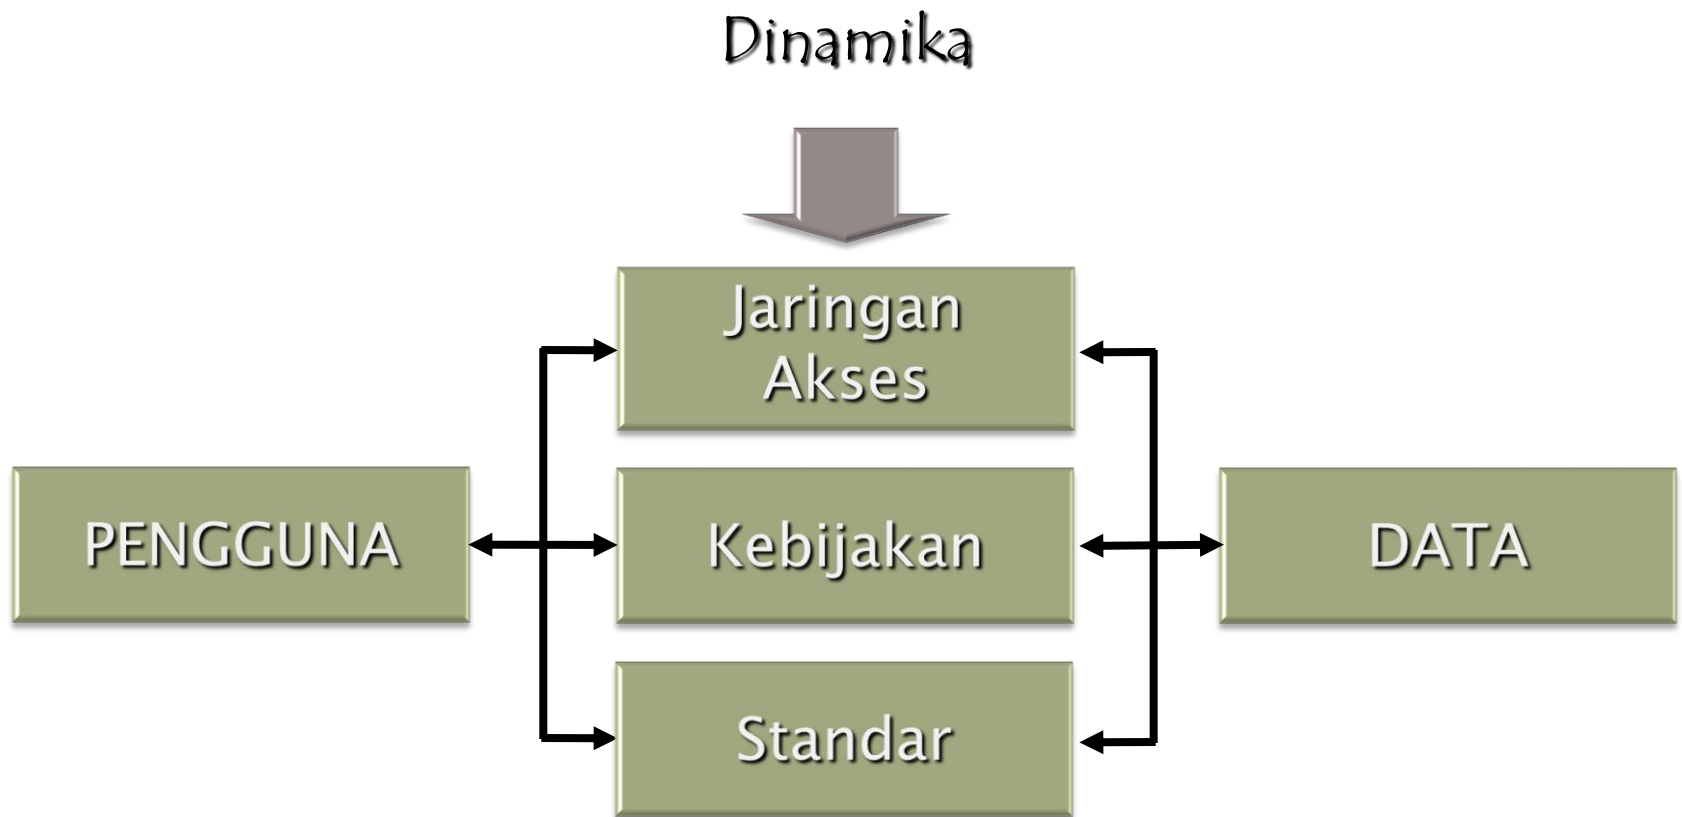 Dinamika
Jaringan
Akses
PENGGUNA
Kebijakan
DATA
Standar